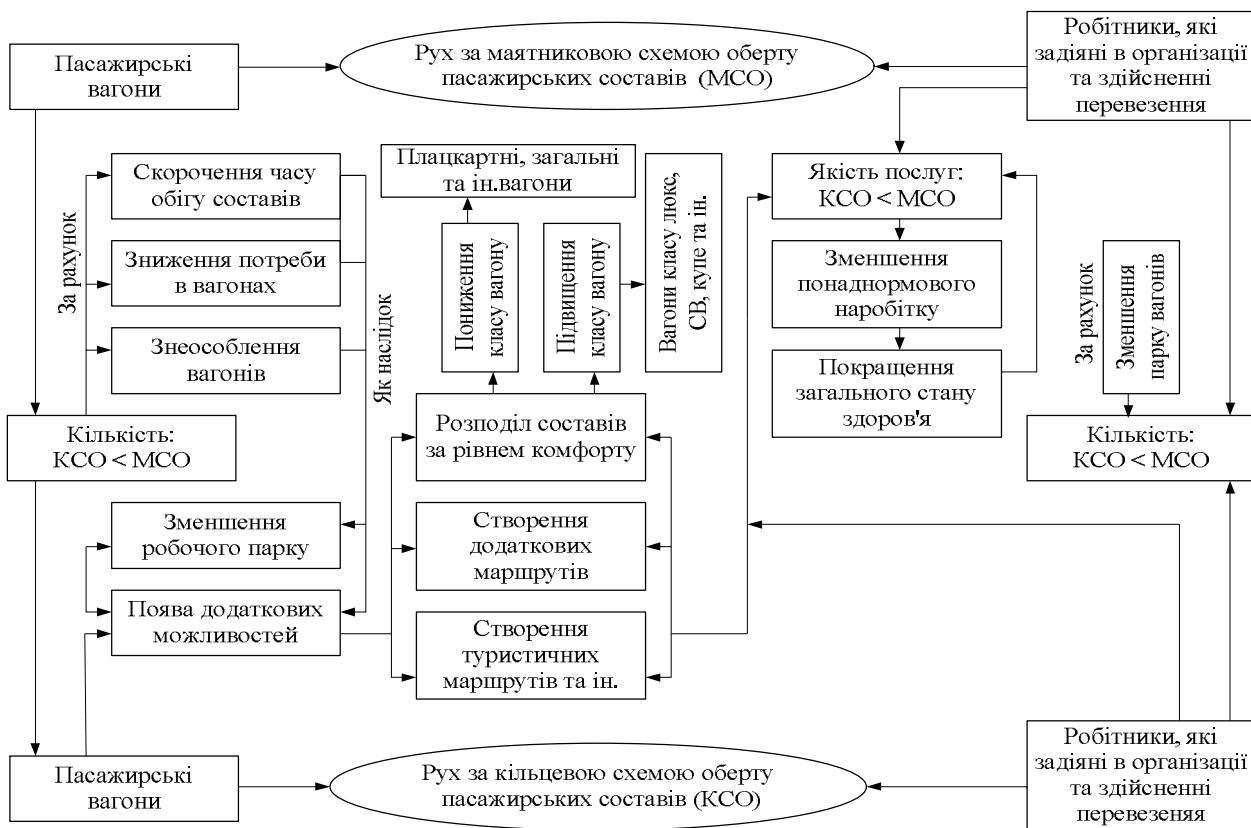 Пасажирські
вагони
Рух за маятниковою схемою оберту
пасажирських составів (МСО)
Робітники, які
задіяні в організації
та здійсненні
перевезення
За рахунок
Скорочення часу
обігу составів
Зниження потреби
в вагонах
Знеособлення
вагонів
Як наслідок
Плацкартні, загальні
та ін.вагони
Пониження
класу вагону
Підвищення
класу вагону
Вагони класу люкс,
СВ, купе та ін.
Якість послуг:
КСО < МСО
Зменшення
понаднормового
наробітку
Покращення
загального стану
здоров'я
За рахунок
Зменшення
парку вагонів
Кількість:
КСО < МСО
Розподіл составів
за рівнем комфорту
Кількість:
КСО < МСО
Зменшення
робочого парку
Створення
додаткових
маршрутів
Поява додаткових
можливостей
Створення
туристичних
маршрутів та ін.
Пасажирські
вагони
Рух за кільцевою схемою оберту
пасажирських составів (КСО)
Робітники, які
задіяні в організації
та здійсненні
перевезеняя